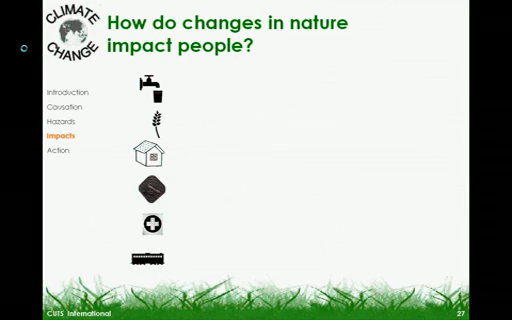 CLIMATE
CHANGE
How do changes in nature
impact people?
Introduction
Causation
Hazards
Impacts
Action
CUTS International
27